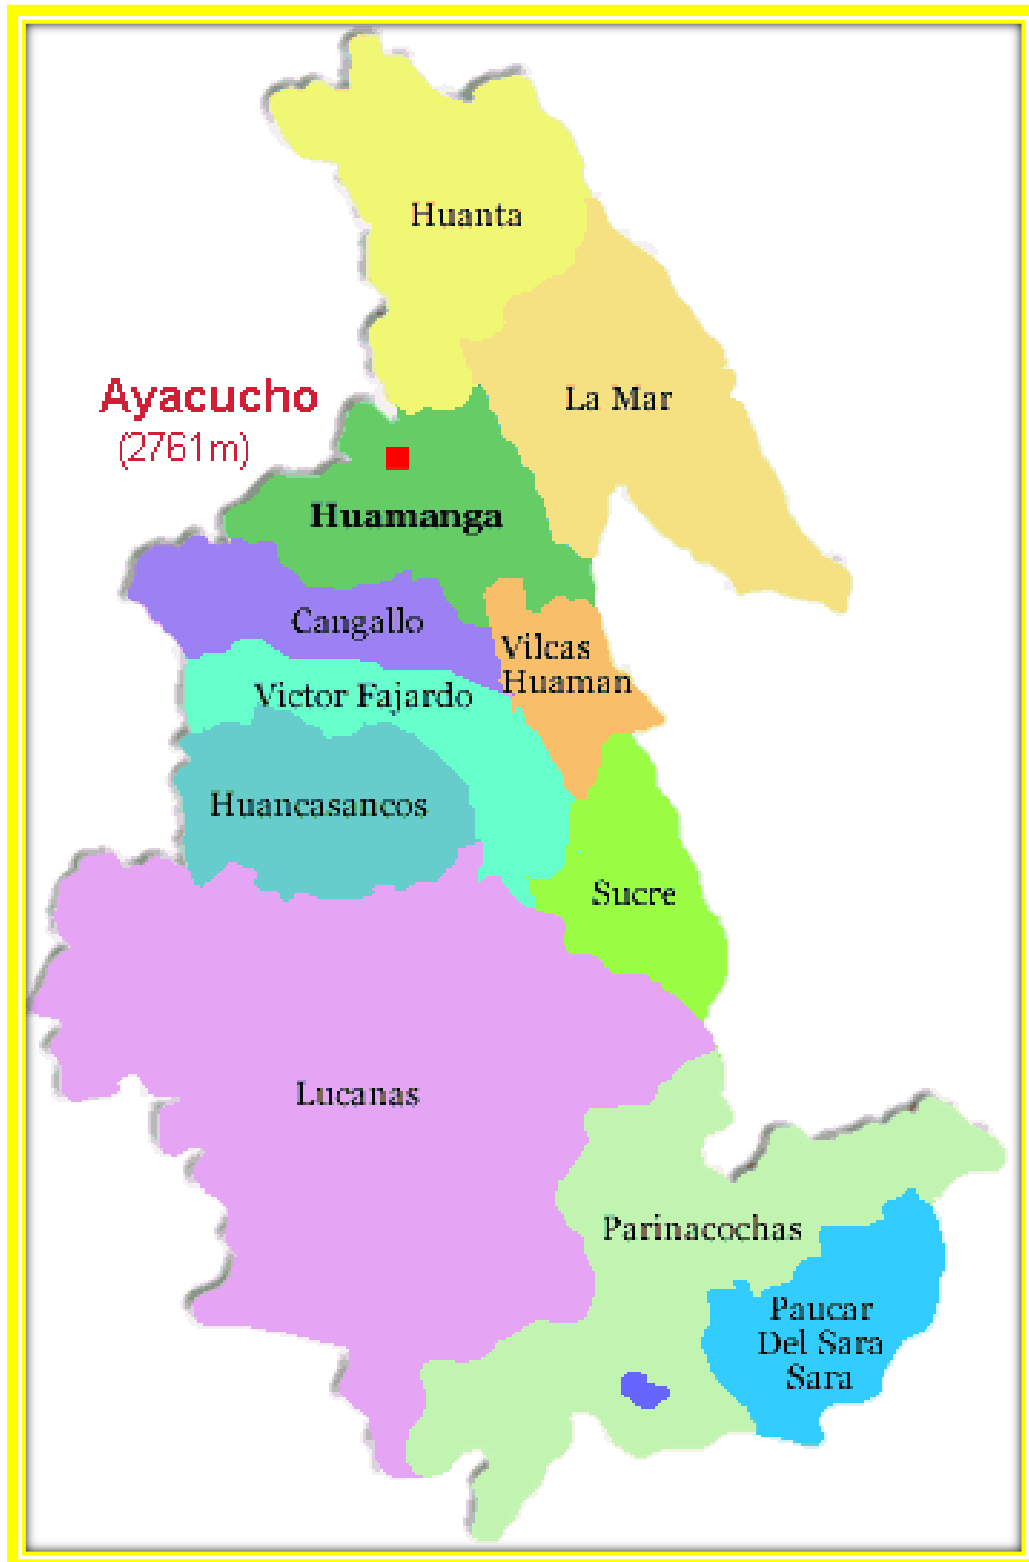 Huanta
La Mar
Ayacucho
(2761m)
Huamanga
Cangallo
Vilcas
Huaman
Victor Fajardo
Huancasancos
Sucre
Lucanas
Parinacochas
Paucar
Del Sara
Sara